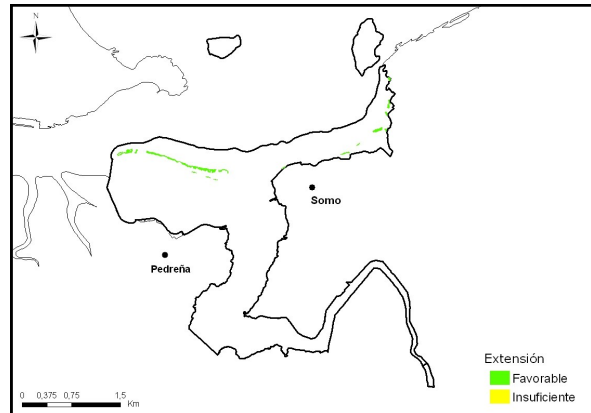 N
Somo
Pedreña
Extensión
Favorable
Insuficiente
0 0,375 0,75 1,5
Km